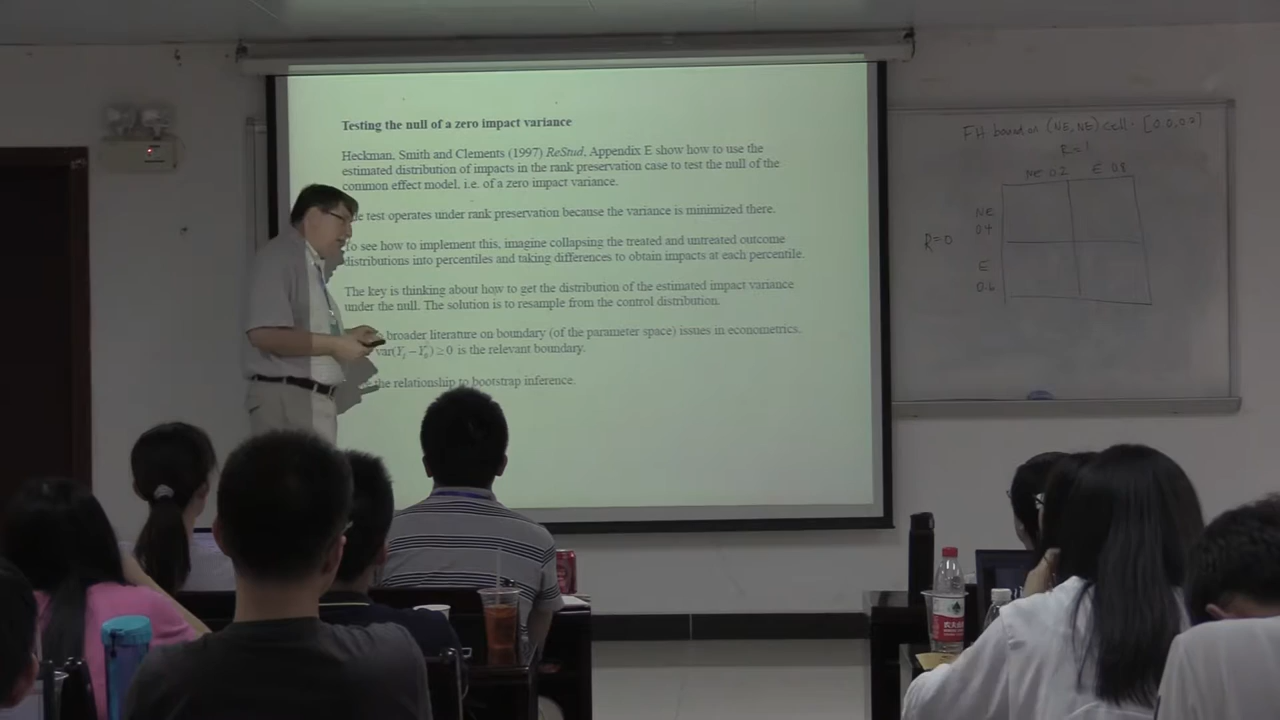 Testing the null of a zero impact variance
Heckman, Smith and Clements (1997) ReStud, Appendix E show how to use the
estimated distribution of impacts in the rank preservation case to test the null of the
common effect model, i.e. of a zero impact variance.
test operates under rank preservation because the variance is minimized there.
To see how to implement this, imagine collapsing the treated and untreated outcome
distributions into percentiles and taking differences to obtain impacts at each percentile.
The key is thinking about how to get the distribution of the estimated impact variance
under the null. The solution is to resample from the control distribution.
broader literature on boundary (of the parameter space) issues in econometrics.
var(Y₁ − Y₀) ≥ 0 is the relevant boundary.
the relationship to bootstrap inference.
FH bound on (NE, NE) cell - [0.0, 0.2]
R=1
NE 0.2 E 0.8
NE
0.4
R=0
E
0.6